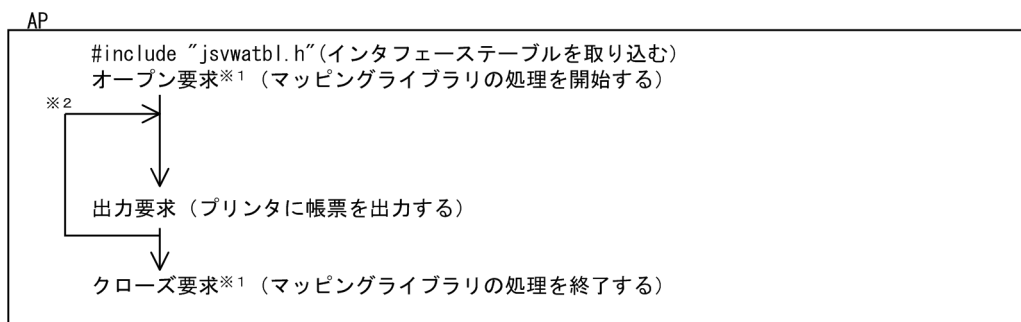 AP
#include "jsvwatbl.h"(インタフェーステーブルを取り込む)
オープン要求※1（マッピングライブラリの処理を開始する）
※2
出力要求（プリンタに帳票を出力する）
クローズ要求※1（マッピングライブラリの処理を終了する）